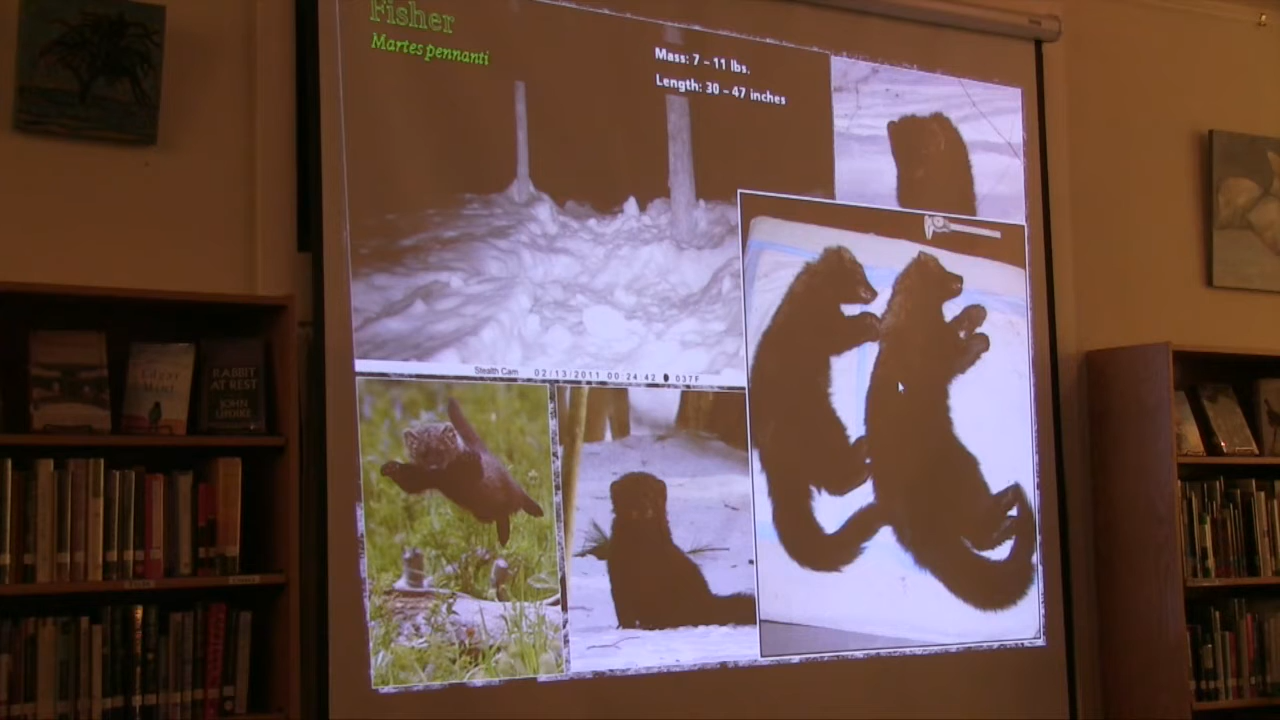 Fisher
Martes pennanti
Mass: 7 – 11 lbs.
Length: 30 – 47 inches
Stealth Cam 02/13/2011 00:24:42 037F
RABBIT
AT REST
JOHN
UPDIKE